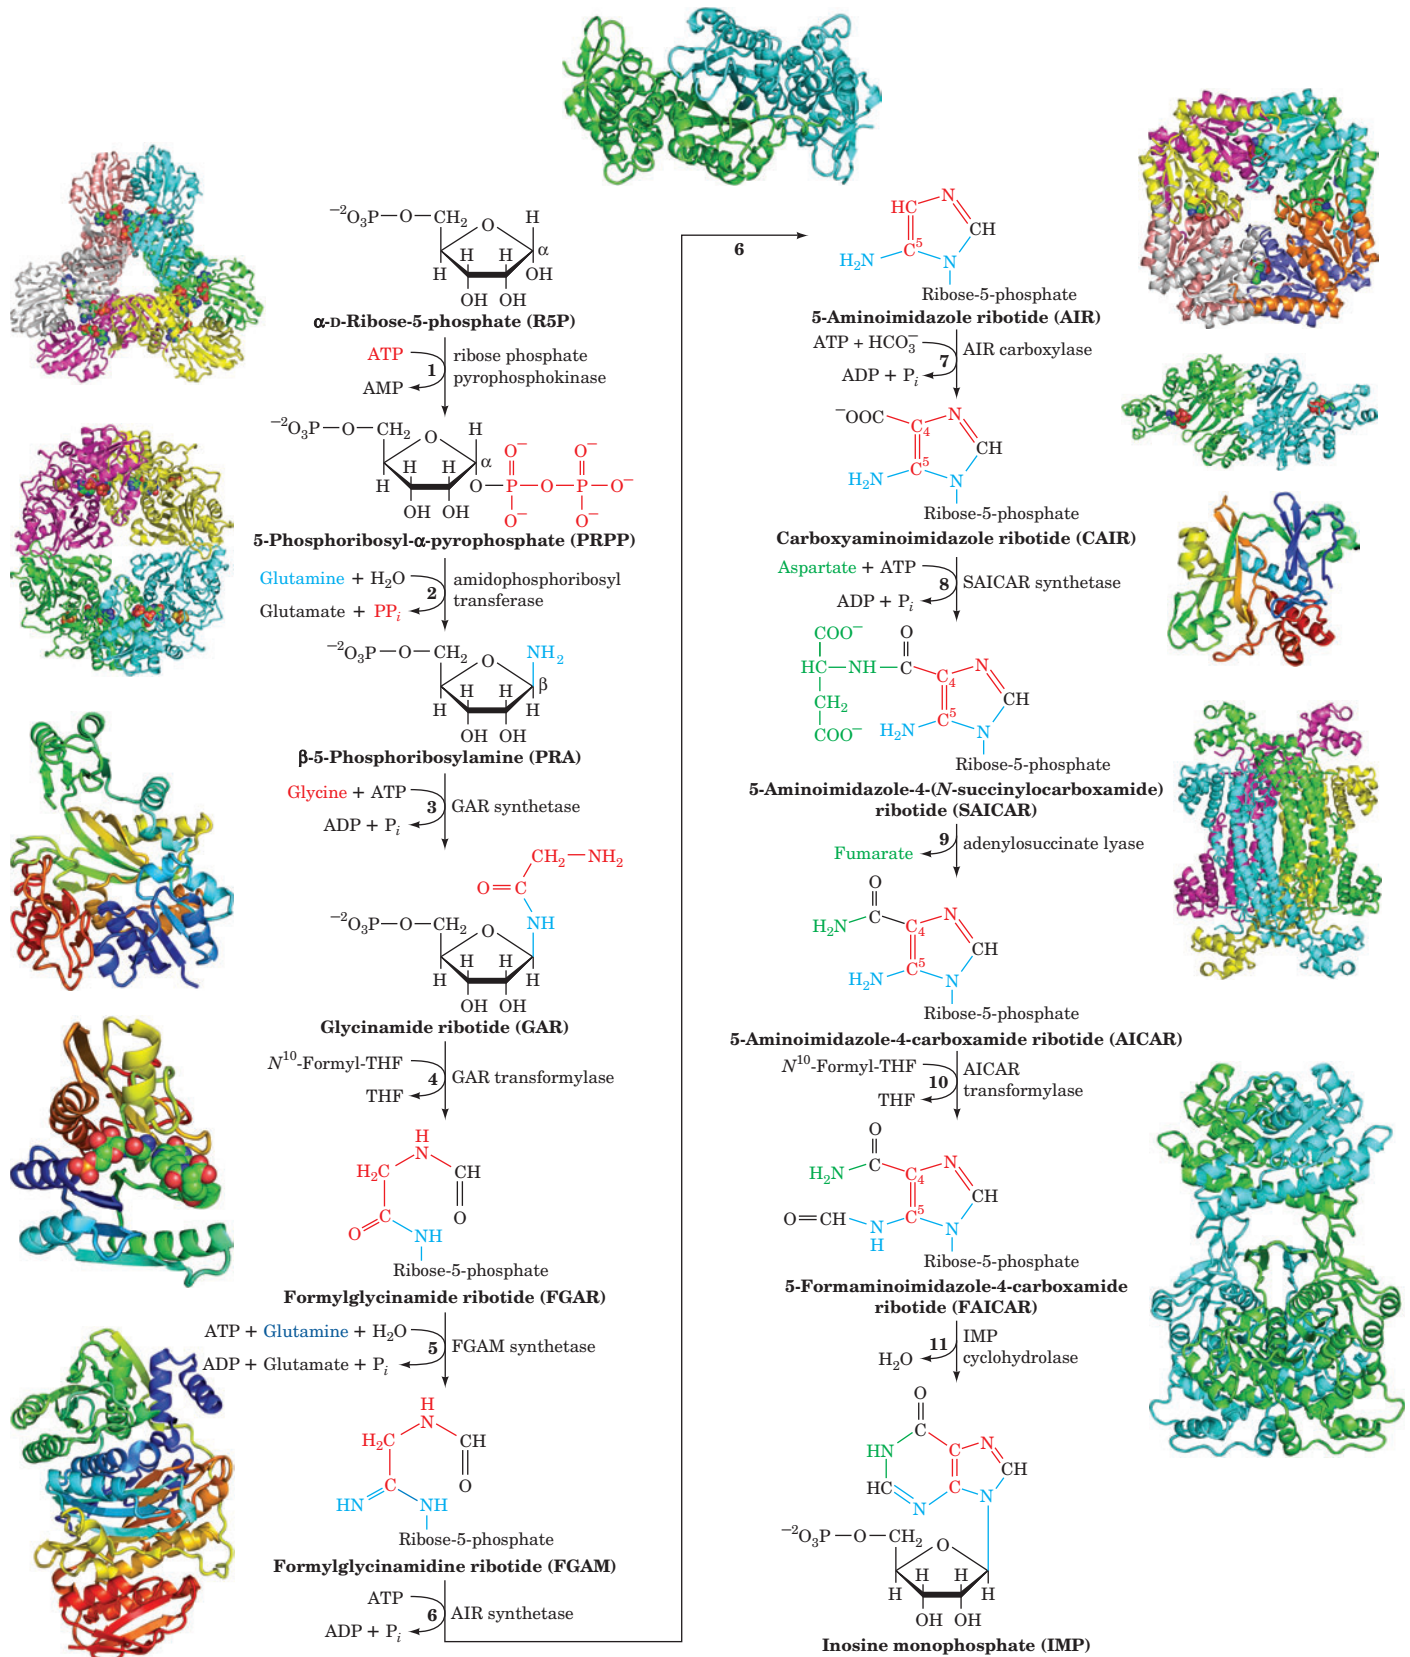 ⁻²O₃P—O—CH₂ O H
H H H α
H OH
OH OH
α-D-Ribose-5-phosphate (R5P)
ATP ribose phosphate
1 pyrophosphokinase
AMP
⁻²O₃P—O—CH₂ O H
H H α O⁻ O⁻
H O—P—O—P—O⁻
OH OH O⁻ O⁻
5-Phosphoribosyl-α-pyrophosphate (PRPP)
Glutamine + H₂O amidophosphoribosyl
2 transferase
Glutamate + PPᵢ
⁻²O₃P—O—CH₂ O NH₂
H H β
H H
OH OH
β-5-Phosphoribosylamine (PRA)
Glycine + ATP
3 GAR synthetase
ADP + Pᵢ
CH₂—NH₂
O=C
NH
⁻²O₃P—O—CH₂ O
H H
H H
OH OH
Glycinamide ribotide (GAR)
N¹⁰-Formyl-THF
4 GAR transformylase
THF
H
N
H₂C CH
C O
O NH
Ribose-5-phosphate
Formylglycinamide ribotide (FGAR)
ATP + Glutamine + H₂O
5 FGAM synthetase
ADP + Glutamate + Pᵢ
H
N
H₂C CH
C O
HN NH
Ribose-5-phosphate
Formylglycinamidine ribotide (FGAM)
ATP
6 AIR synthetase
ADP + Pᵢ
6
HC N
C⁵ CH
H₂N N
Ribose-5-phosphate
5-Aminoimidazole ribotide (AIR)
ATP + HCO₃⁻
7 AIR carboxylase
ADP + Pᵢ
⁻OOC C4 N
CH
H₂N C⁵ N
Ribose-5-phosphate
Carboxyaminoimidazole ribotide (CAIR)
Aspartate + ATP
8 SAICAR synthetase
ADP + Pᵢ
COO⁻ O
HC—NH—C C4 N
CH₂ CH
COO⁻ H₂N C⁵ N
Ribose-5-phosphate
5-Aminoimidazole-4-(N-succinylocarboxamide)
ribotide (SAICAR)
9 adenylosuccinate lyase
Fumarate
O
C N
H₂N C4 CH
H₂N C⁵ N
Ribose-5-phosphate
5-Aminoimidazole-4-carboxamide ribotide (AICAR)
N¹⁰-Formyl-THF AICAR
10 transformylase
THF
O
C N
H₂N C4 CH
O=CH N C⁵ N
H
Ribose-5-phosphate
5-Formaminoimidazole-4-carboxamide
ribotide (FAICAR)
11 IMP
H₂O cyclohydrolase
O
C N
HN C CH
HC C N
N
⁻²O₃P—O—CH₂ O
H H
H H
OH OH
Inosine monophosphate (IMP)